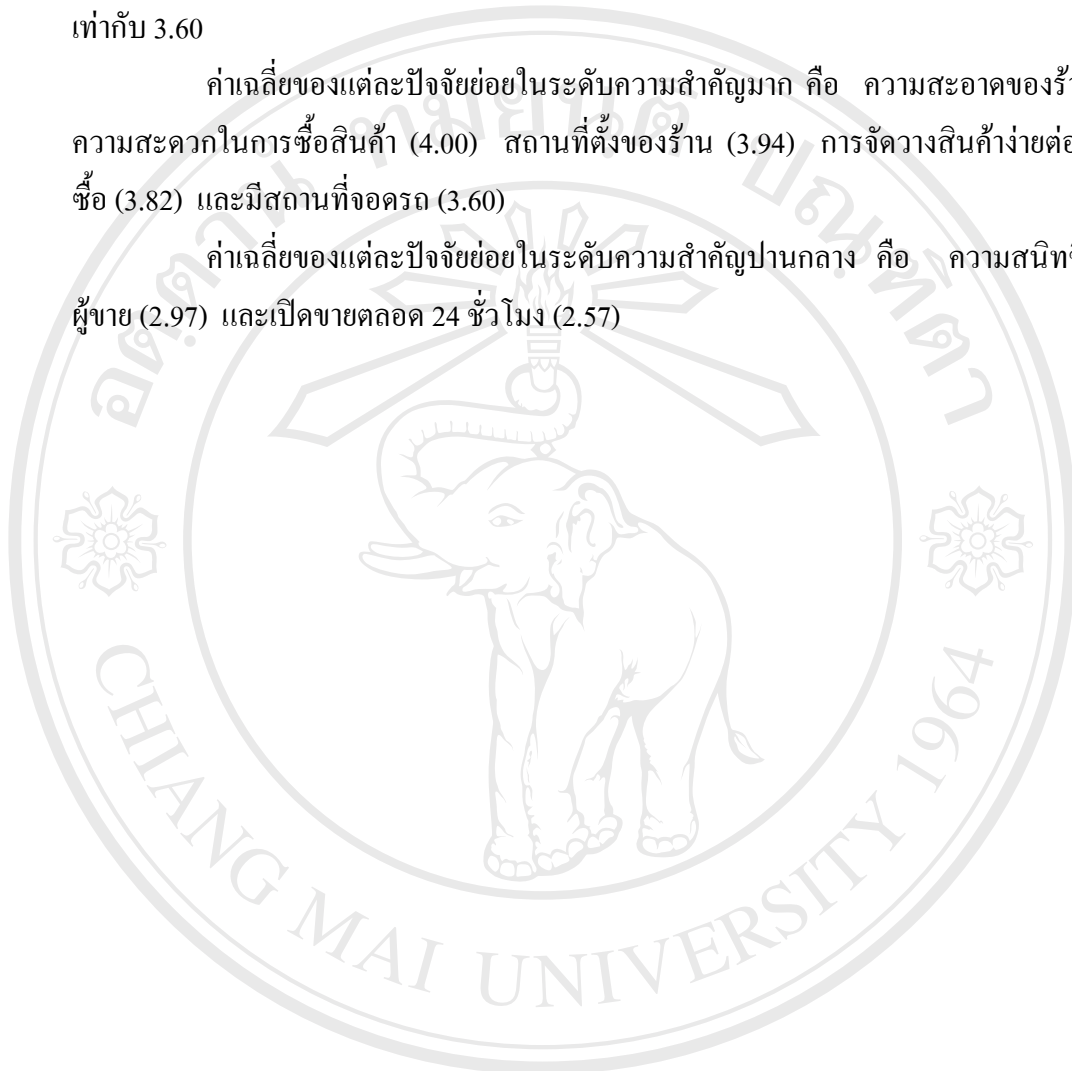 เท่ากับ 3.60
ค่าเฉลี่ยของแต่ละปัจจัยย่อยในระดับความสำคัญมาก คือ ความสะอาดของ
ความสะดวกในการซื้อสินค้า (4.00) สถานที่ตั้งของร้าน (3.94) การจัดวางสินค้าง่ายต่อ
ซื้อ (3.82) และมีสถานที่จอดรถ (3.60)
ค่าเฉลี่ยของแต่ละปัจจัยย่อยในระดับความสำคัญปานกลาง คือ
ผู้ขาย (2.97) และเปิดขายตลอด 24 ชั่วโมง (2.57)
อตฺตานํ ทมยนฺติ ปณฺฑิตา
CHIANG MAI UNIVERSITY 1964